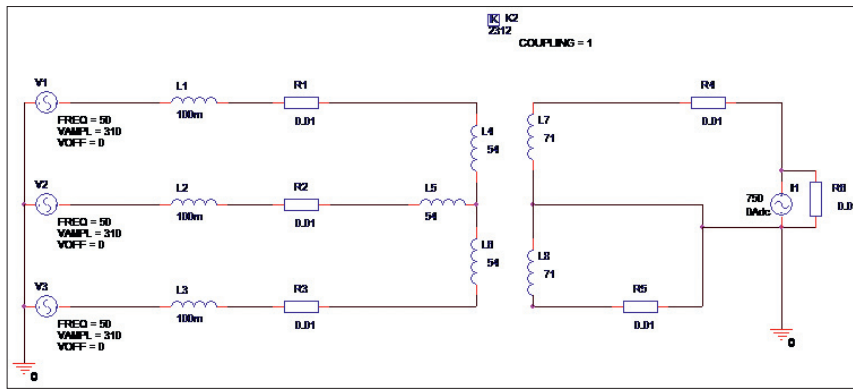 K K2
2312
COUPLING = 1
V1
L1
R1
R4
100m
0.01
0.01
FREQ = 50
VAMPL = 310
VOFF = 0
L4
54
L7
71
V2
L2
R2
L5
I1
R6
750
0Adc
0.0
100m
0.01
54
FREQ = 50
VAMPL = 310
VOFF = 0
L6
54
L8
71
V3
L3
R3
R5
100m
0.01
0.01
FREQ = 50
VAMPL = 310
VOFF = 0
0
0